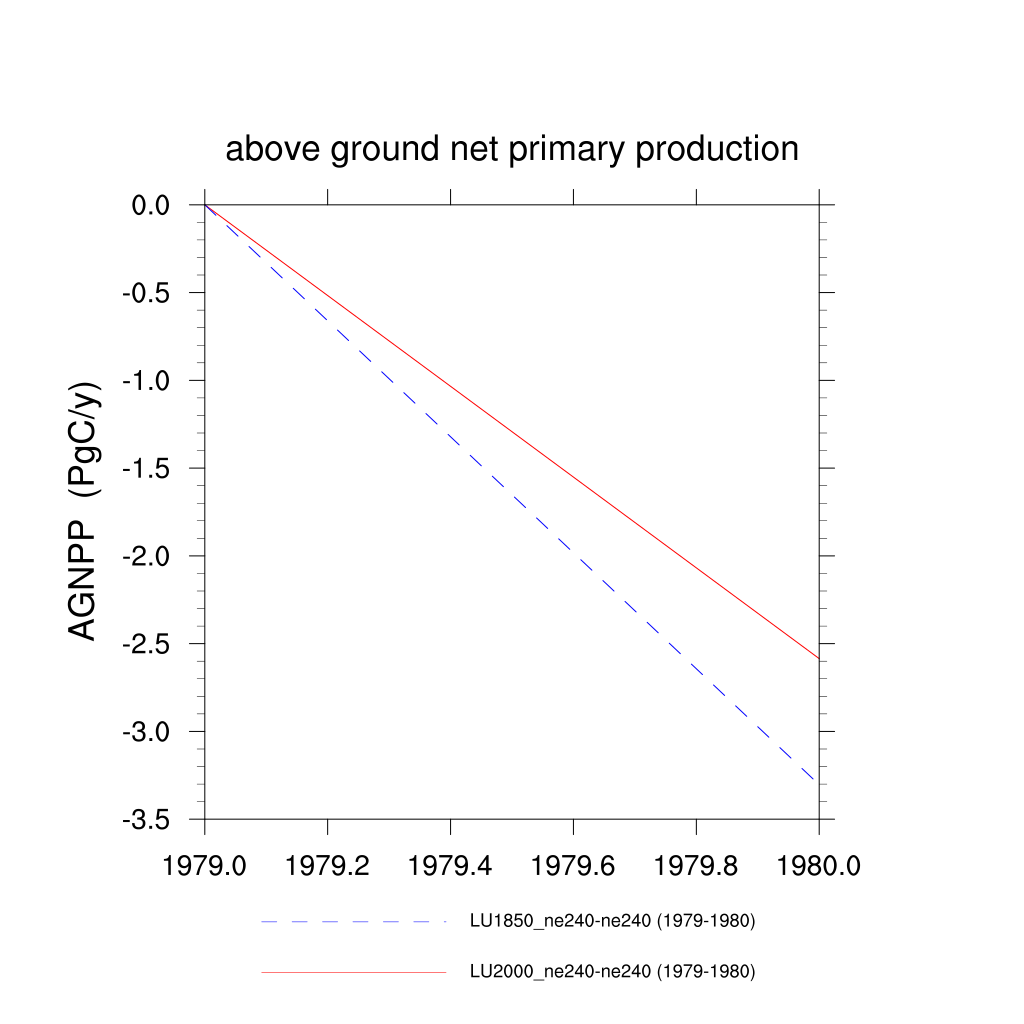 above ground net primary production
0.0
-0.5
-1.0
-1.5
-2.0
-2.5
-3.0
-3.5
AGNPP (PgC/y)
1979.0 1979.2 1979.4 1979.6 1979.8 1980.0
LU1850_ne240-ne240 (1979-1980)
LU2000_ne240-ne240 (1979-1980)